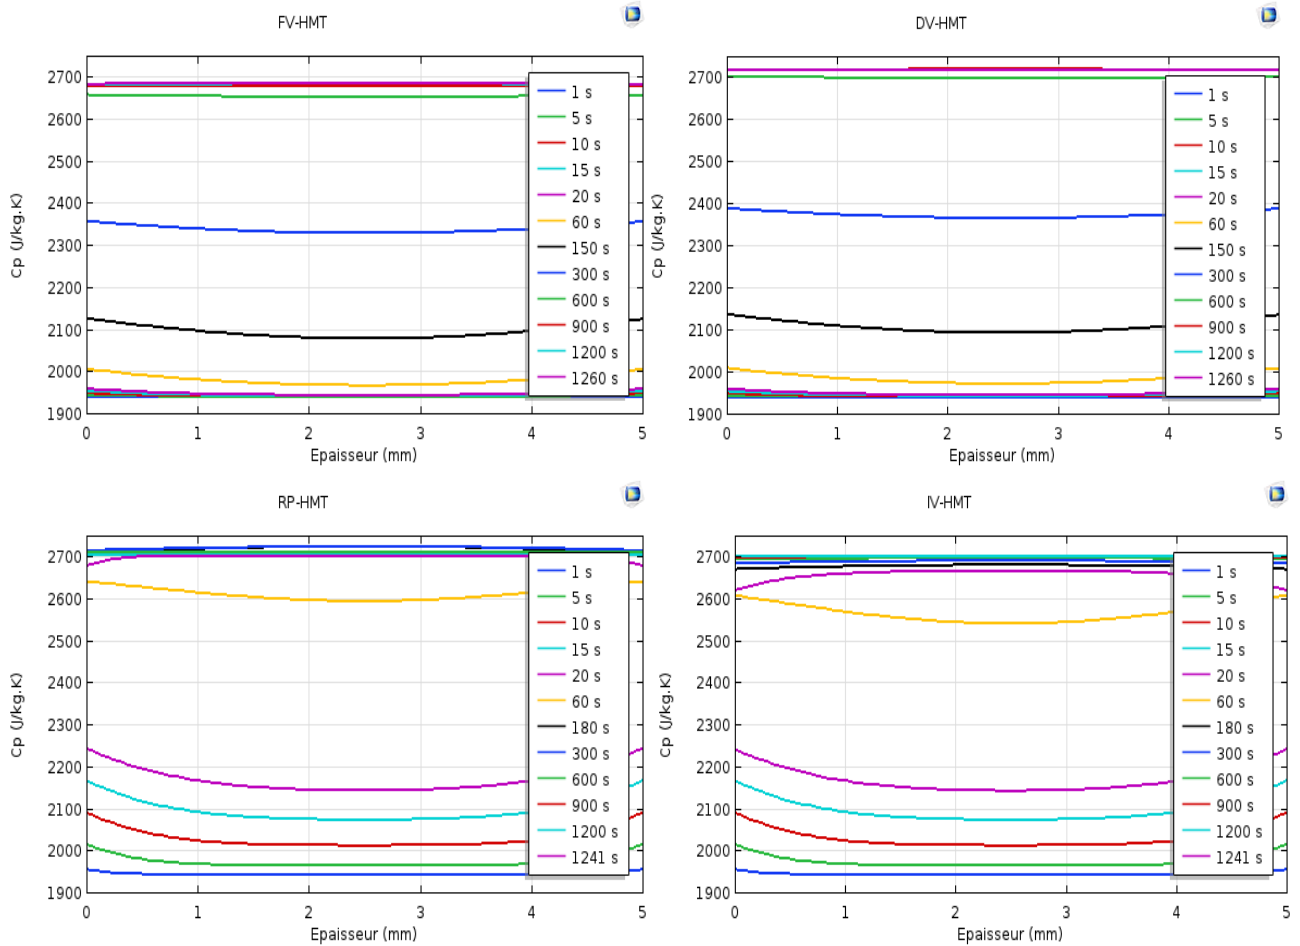 FV-HMT
Cp (J/kg.K)
2700
2600
2500
2400
2300
2200
2100
2000
1900
0 1 2 3 4 5
Epaisseur (mm)
1 s
5 s
10 s
15 s
20 s
60 s
150 s
300 s
600 s
900 s
1200 s
1260 s
DV-HMT
Cp (J/kg.K)
2700
2600
2500
2400
2300
2200
2100
2000
1900
0 1 2 3 4 5
Epaisseur (mm)
1 s
5 s
10 s
15 s
20 s
60 s
150 s
300 s
600 s
900 s
1200 s
1260 s
RP-HMT
Cp (J/kg.K)
2700
2600
2500
2400
2300
2200
2100
2000
1900
0 1 2 3 4 5
Epaisseur (mm)
1 s
5 s
10 s
15 s
20 s
60 s
180 s
300 s
600 s
900 s
1200 s
1241 s
IV-HMT
Cp (J/kg.K)
2700
2600
2500
2400
2300
2200
2100
2000
1900
0 1 2 3 4 5
Epaisseur (mm)
1 s
5 s
10 s
15 s
20 s
60 s
180 s
300 s
600 s
900 s
1200 s
1241 s